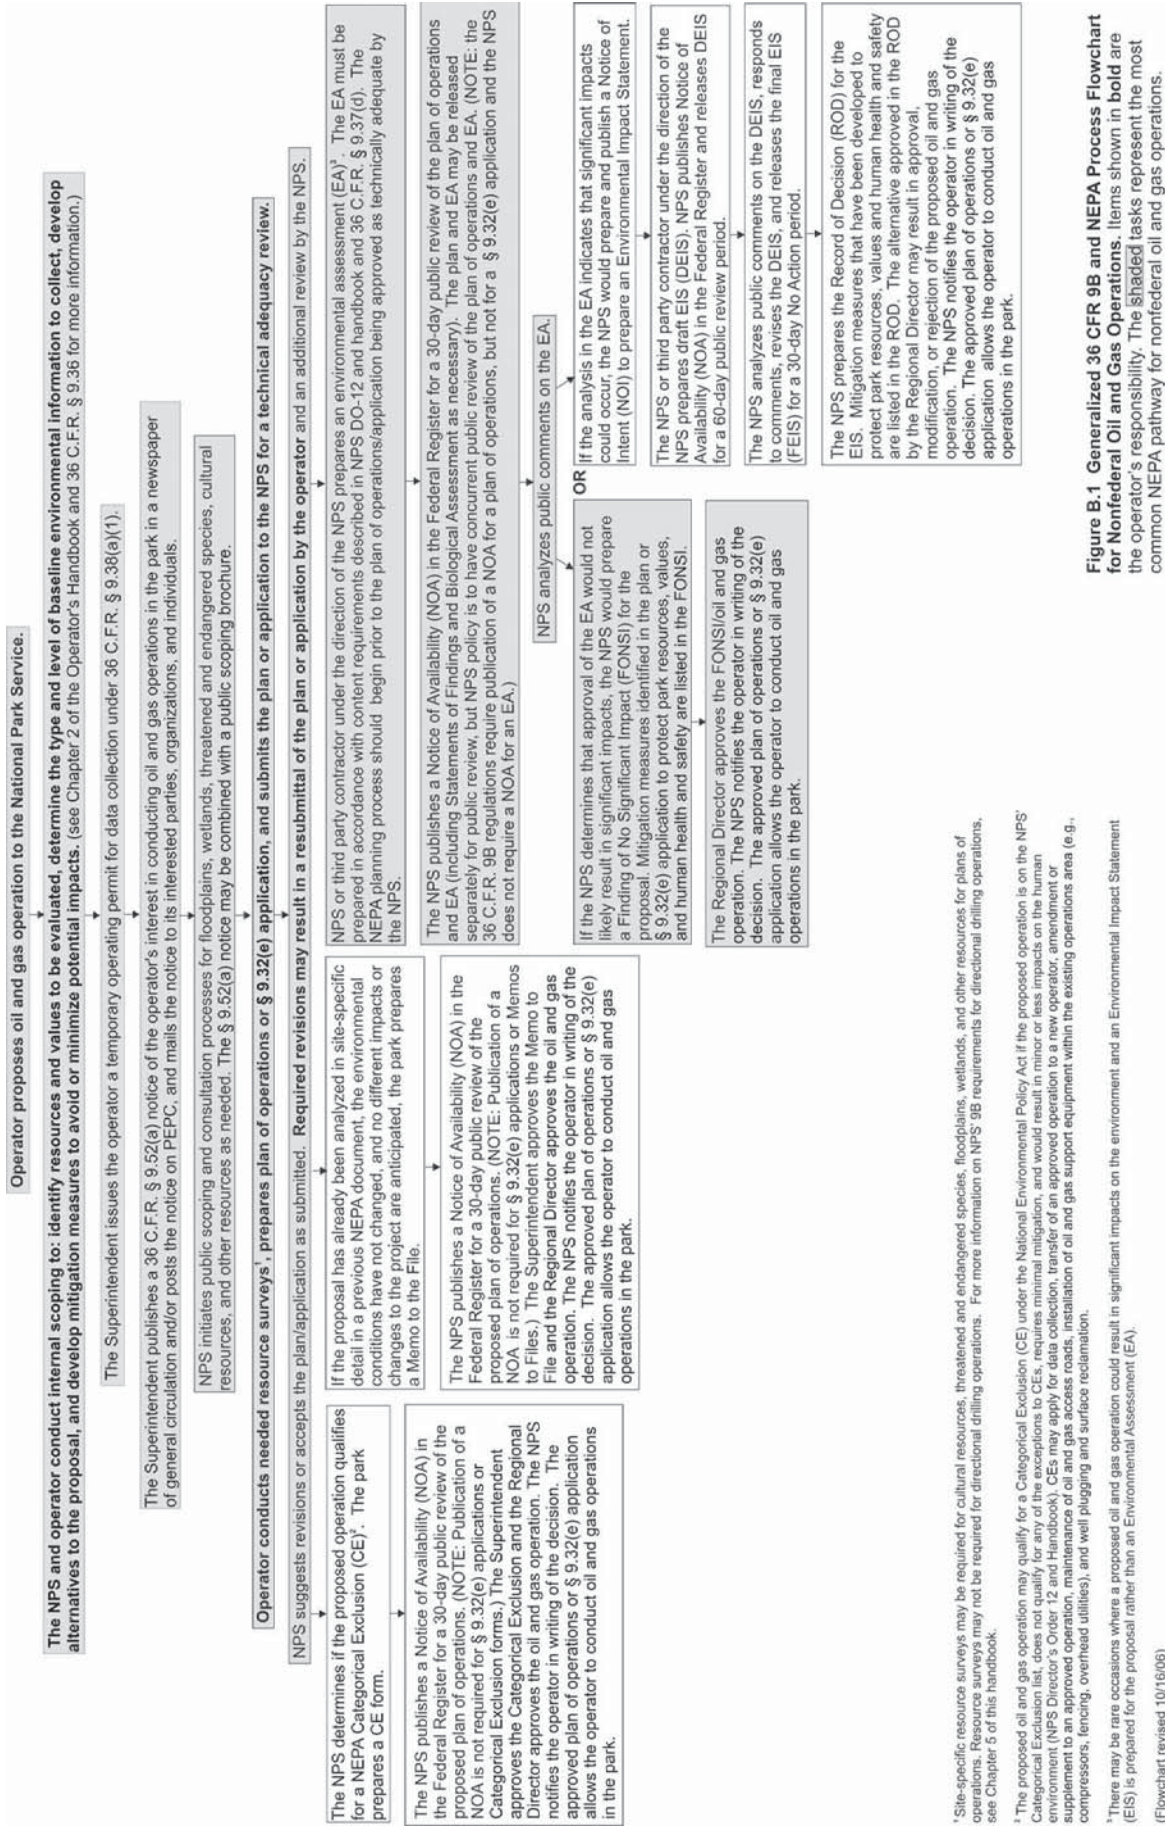 Operator proposes oil and gas operation to the National Park Service.
The NPS and operator conduct internal scoping to: identify resources and values to be evaluated, determine the type and level of baseline environmental information to collect, develop
alternatives to the proposal, and develop mitigation measures to avoid or minimize potential impacts. (see Chapter 2 of the Operator's Handbook and 36 C.F.R. § 9.36 for more information.)
The Superintendent issues the operator a temporary operating permit for data collection under 36 C.F.R. § 9.38(a)(1).
The Superintendent publishes a 36 C.F.R. § 9.52(a) notice of the operator's interest in conducting oil and gas operations in the park in a newspaper
of general circulation and/or posts the notice on PEPC, and mails the notice to its interested parties, organizations, and individuals.
NPS initiates public scoping and consultation processes for floodplains, wetlands, threatened and endangered species, cultural
resources, and other resources as needed. The § 9.52(a) notice may be combined with a public scoping brochure.
Operator conducts needed resource surveys¹, prepares plan of operations or § 9.32(e) application, and submits the plan or application to the NPS for a technical adequacy review.
NPS suggests revisions or accepts the plan/application as submitted. Required revisions may result in a resubmittal of the plan or application by the operator and an additional review by the NPS.
The NPS determines if the proposed operation qualifies
for a NEPA Categorical Exclusion (CE)². The park
prepares a CE form.
The NPS publishes a Notice of Availability (NOA) in
the Federal Register for a 30-day public review of the
proposed plan of operations. (NOTE: Publication of a
NOA is not required for § 9.32(e) applications or
Categorical Exclusion forms.) The Superintendent
approves the Categorical Exclusion and the Regional
Director approves the oil and gas operation. The NPS
notifies the operator in writing of the decision. The
approved plan of operations or § 9.32(e) application
allows the operator to conduct oil and gas operations
in the park.
If the proposal has already been analyzed in site-specific
detail in a previous NEPA document, the environmental
conditions have not changed, and no different impacts or
changes to the project are anticipated, the park prepares
a Memo to the File.
The NPS publishes a Notice of Availability (NOA) in the
Federal Register for a 30-day public review of the
proposed plan of operations. (NOTE: Publication of a
NOA is not required for § 9.32(e) applications or Memos
to Files.) The Superintendent approves the Memo to
File and the Regional Director approves the oil and gas
operation. The NPS notifies the operator in writing of the
decision. The approved plan of operations or § 9.32(e)
application allows the operator to conduct oil and gas
operations in the park.
NPS or third party contractor under the direction of the NPS prepares an environmental assessment (EA)³. The EA must be
prepared in accordance with content requirements described in NPS DO-12 and handbook and 36 C.F.R. § 9.37(d). The
NEPA planning process should begin prior to the plan of operations/application being approved as technically adequate by
the NPS.
The NPS publishes a Notice of Availability (NOA) in the Federal Register for a 30-day public review of the plan of operations
and EA (including Statements of Findings and Biological Assessment as necessary). The plan and EA may be released
separately for public review, but NPS policy is to have concurrent public review of the plan of operations and EA. (NOTE: the
36 C.F.R. 9B regulations require publication of a NOA for a plan of operations, but not for a § 9.32(e) application and the NPS
does not require a NOA for an EA.)
NPS analyzes public comments on the EA.
If the NPS determines that approval of the EA would not
likely result in significant impacts, the NPS would prepare
a Finding of No Significant Impact (FONSI) for the
proposal. Mitigation measures identified in the plan or
§ 9.32(e) application to protect park resources, values,
and human health and safety are listed in the FONSI.
The Regional Director approves the FONSI/oil and gas
operation. The NPS notifies the operator in writing of the
decision. The approved plan of operations or § 9.32(e)
application allows the operator to conduct oil and gas
operations in the park.
OR
If the analysis in the EA indicates that significant impacts
could occur, the NPS would prepare and publish a Notice of
Intent (NOI) to prepare an Environmental Impact Statement.
The NPS or third party contractor under the direction of the
NPS prepares draft EIS (DEIS). NPS publishes Notice of
Availability (NOA) in the Federal Register and releases DEIS
for a 60-day public review period.
The NPS analyzes public comments on the DEIS, responds
to comments, revises the DEIS, and releases the final EIS
(FEIS) for a 30-day No Action period.
The NPS prepares the Record of Decision (ROD) for the
EIS. Mitigation measures that have been developed to
protect park resources, values and human health and safety
are listed in the ROD. The alternative approved in the ROD
by the Regional Director may result in approval,
modification, or rejection of the proposed oil and gas
operation. The NPS notifies the operator in writing of the
decision. The approved plan of operations or § 9.32(e)
application allows the operator to conduct oil and gas
operations in the park.
¹ Site-specific resource surveys may be required for cultural resources, threatened and endangered species, floodplains, wetlands, and other resources for plans of
operations. Resource surveys may not be required for directional drilling operations. For more information on NPS' 9B requirements for directional drilling operations,
see Chapter 5 of this handbook.
² The proposed oil and gas operation may qualify for a Categorical Exclusion (CE) under the National Environmental Policy Act if the proposed operation is on the NPS'
Categorical Exclusion list, does not qualify for any of the exceptions to CEs, requires minimal mitigation, and would result in minor or less impacts on the human
environment (NPS Director's Order 12 and Handbook). CEs may apply for data collection, transfer of an approved operation to a new operator, amendment or
supplement to an approved operation, maintenance of oil and gas access roads, installation of oil and gas support equipment within the existing operations area (e.g.,
compressors, fencing, overhead utilities), and well plugging and surface reclamation.
³ There may be rare occasions where a proposed oil and gas operation could result in significant impacts on the environment and an Environmental Impact Statement
(EIS) is prepared for the proposal rather than an Environmental Assessment (EA).
(Flowchart revised 10/16/06)
Figure B.1 Generalized 36 CFR 9B and NEPA Process Flowchart
for Nonfederal Oil and Gas Operations. Items shown in bold are
the operator's responsibility. The shaded tasks represent the most
common NEPA pathway for nonfederal oil and gas operations.